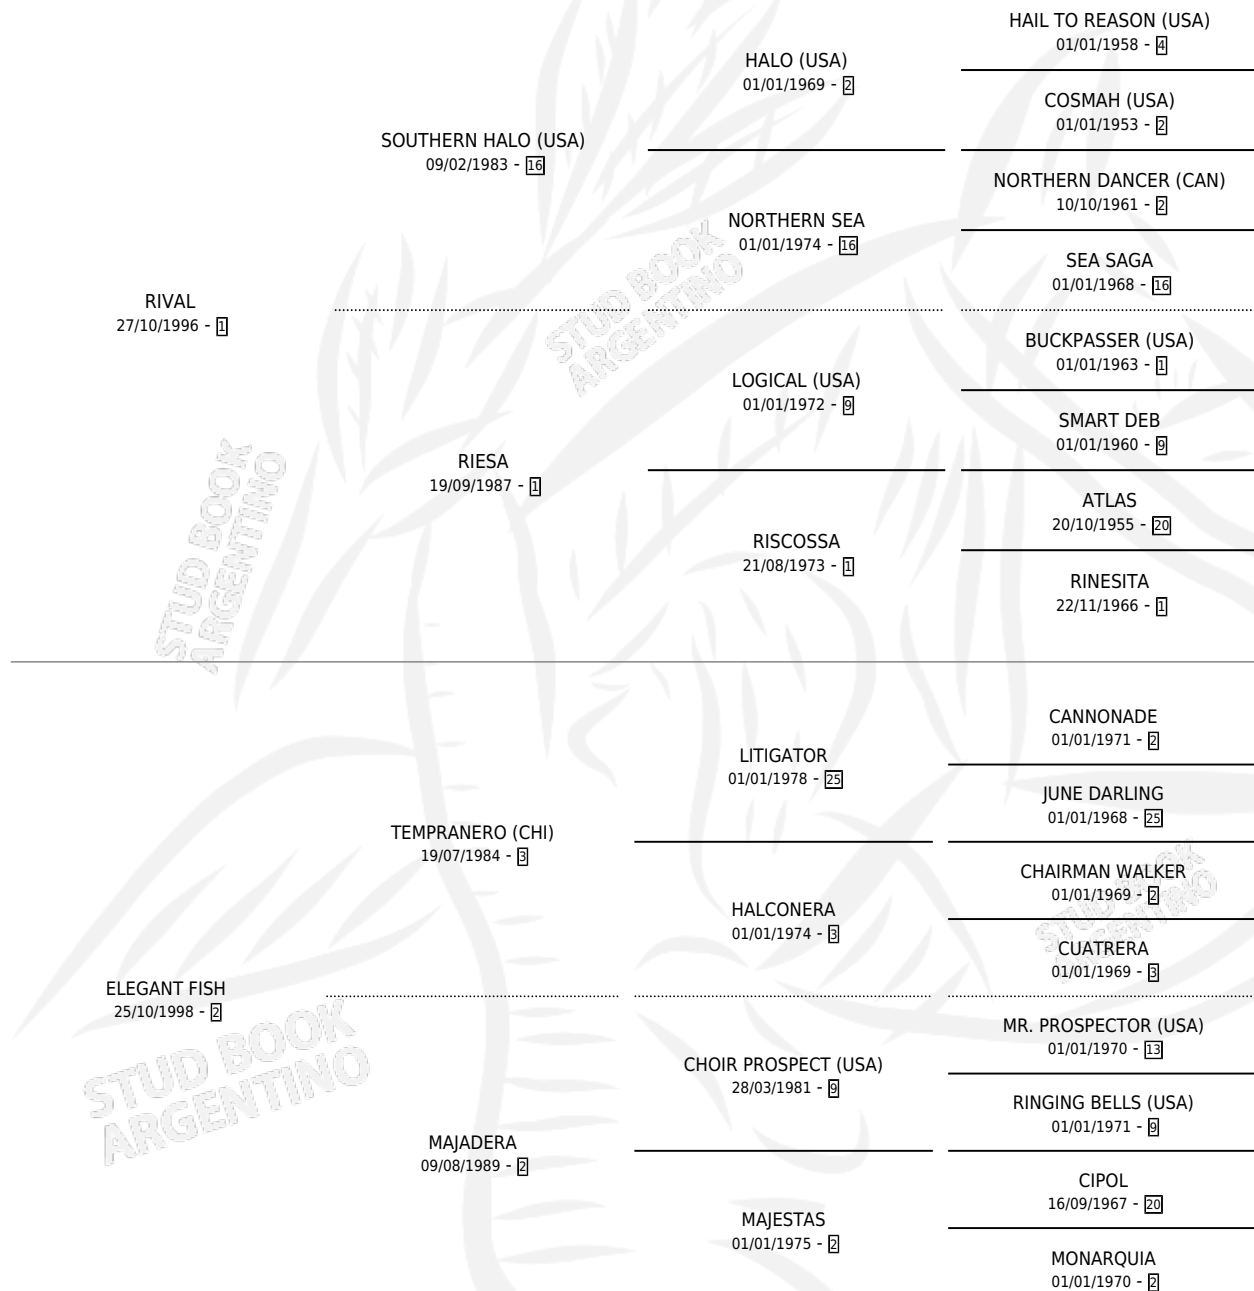 HAIL TO REASON (USA)
01/01/1958 - 4
HALO (USA)
01/01/1969 - 2
COSMAH (USA)
01/01/1953 - 2
SOUTHERN HALO (USA)
09/02/1983 - 16
NORTHERN DANCER (CAN)
10/10/1961 - 2
NORTHERN SEA
01/01/1974 - 16
SEA SAGA
01/01/1968 - 16
RIVAL
27/10/1996 - 1
BUCKPASSER (USA)
01/01/1963 - 1
LOGICAL (USA)
01/01/1972 - 9
SMART DEB
01/01/1960 - 9
RIESA
19/09/1987 - 1
ATLAS
20/10/1955 - 20
RISCOSSA
21/08/1973 - 1
RINESITA
22/11/1966 - 1
CANNONADE
01/01/1971 - 2
LITIGATOR
01/01/1978 - 25
JUNE DARLING
01/01/1968 - 25
TEMPRANERO (CHI)
19/07/1984 - 3
CHAIRMAN WALKER
01/01/1969 - 2
HALCONERA
01/01/1974 - 3
CUATRERA
01/01/1969 - 3
ELEGANT FISH
25/10/1998 - 2
MR. PROSPECTOR (USA)
01/01/1970 - 13
CHOIR PROSPECT (USA)
28/03/1981 - 9
RINGING BELLS (USA)
01/01/1971 - 9
MAJADERA
09/08/1989 - 2
CIPOL
16/09/1967 - 20
MAJESTAS
01/01/1975 - 2
MONARQUIA
01/01/1970 - 2
STUD BOOK
ARGENTINO
STUD BOOK
ARGENTINO
STUD BOOK
ARGENTINO
STUD BOOK
ARGENTINO